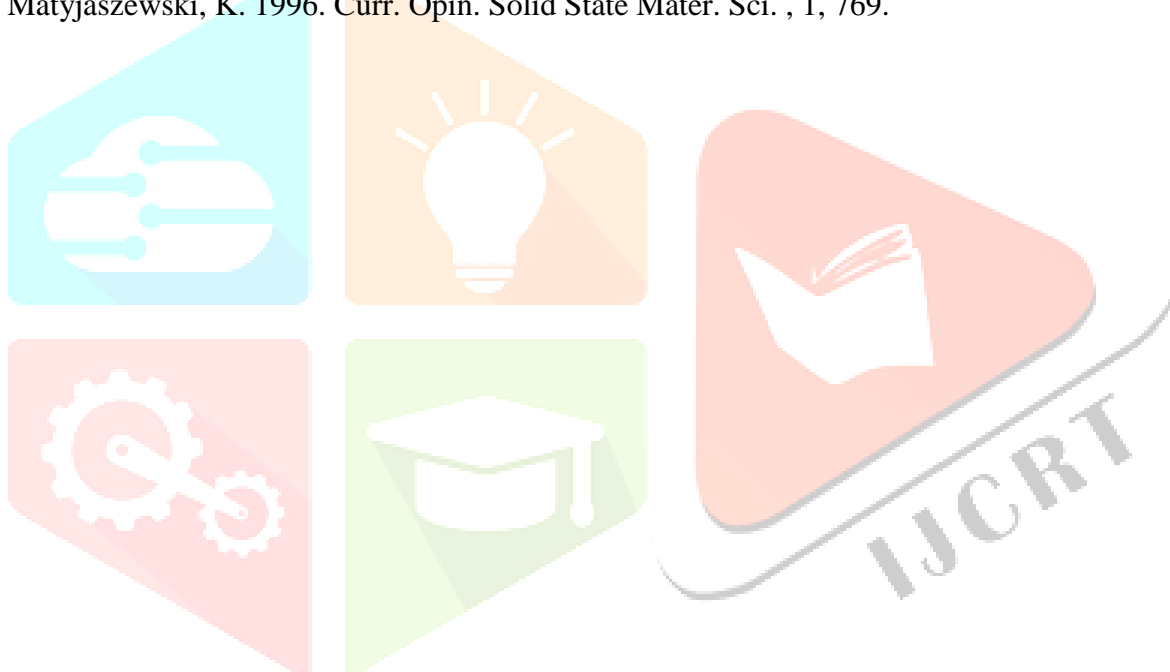 Matyjaszewski, K. 1996. Curr. Opin. Solid State Mater. Sci. , 1, 769.
IJCRT